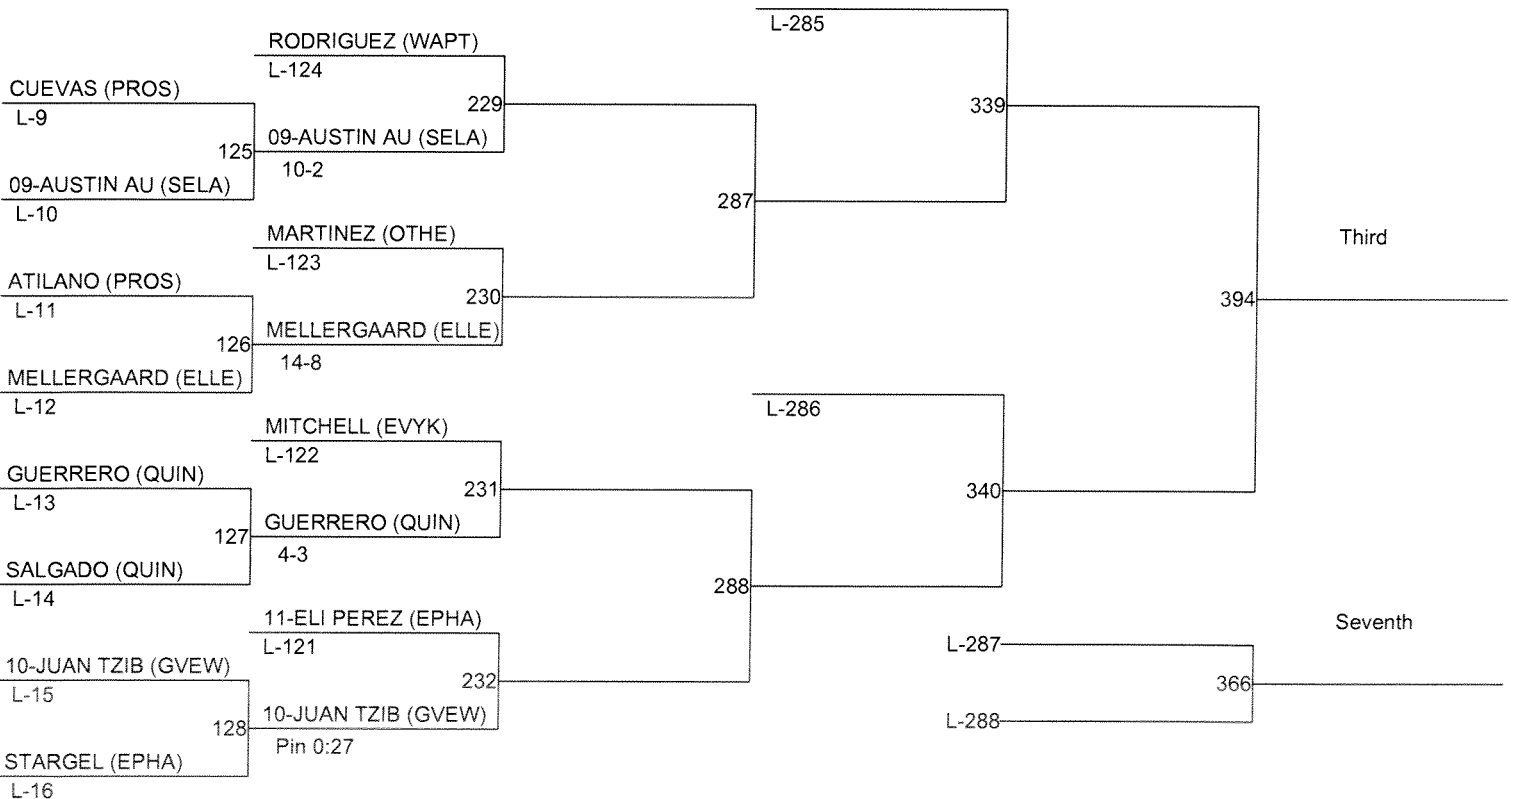 L-285
RODRIGUEZ (WAPT)
L-124
CUEVAS (PROS)
L-9
229
339
125
09-AUSTIN AU (SELA)
10-2
09-AUSTIN AU (SELA)
L-10
287
MARTINEZ (OTHE)
L-123
Third
ATILANO (PROS)
L-11
230
394
126
MELLERGAARD (ELLE)
14-8
MELLERGAARD (ELLE)
L-12
L-286
MITCHELL (EVYK)
L-122
GUERRERO (QUIN)
L-13
231
340
127
GUERRERO (QUIN)
4-3
SALGADO (QUIN)
L-14
288
11-ELI PEREZ (EPHA)
L-121
Seventh
L-287
10-JUAN TZIB (GVEW)
L-15
232
366
128
10-JUAN TZIB (GVEW)
Pin 0:27
L-288
STARGEL (EPHA)
L-16